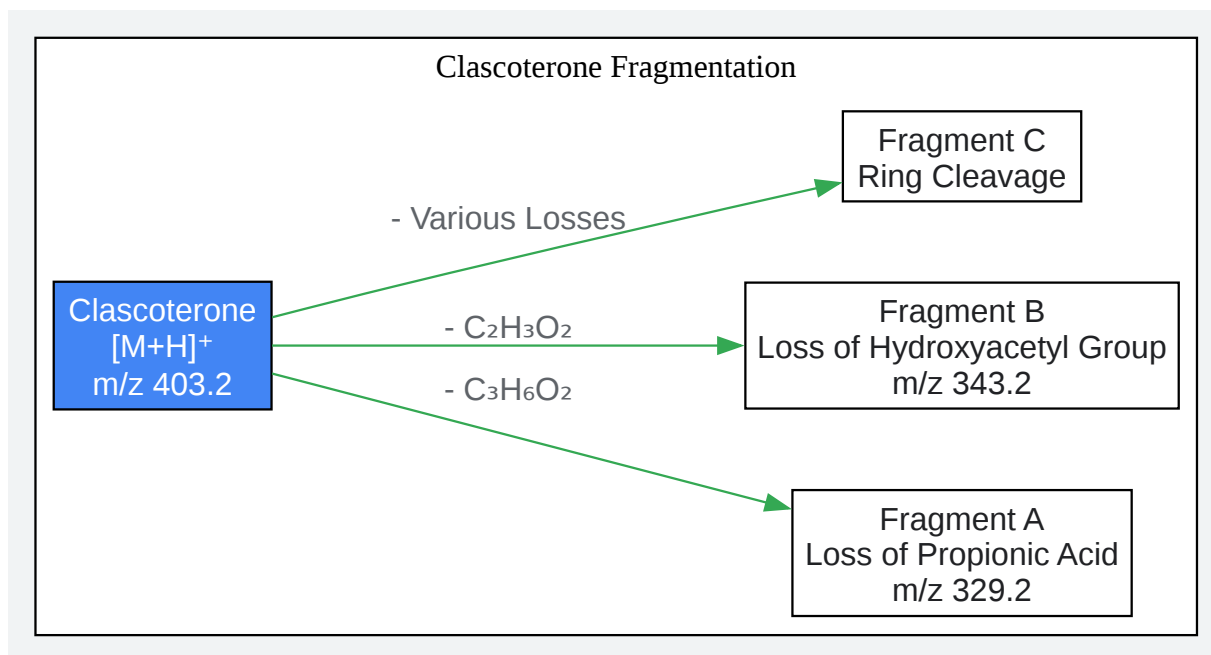 Clascoterone Fragmentation
Fragment C
Ring Cleavage
- Various Losses
Clascoterone
[M+H]⁺
m/z 403.2
- C₂H₃O₂
Fragment B
Loss of Hydroxyacetyl Group
m/z 343.2
- C₃H₆O₂
Fragment A
Loss of Propionic Acid
m/z 329.2